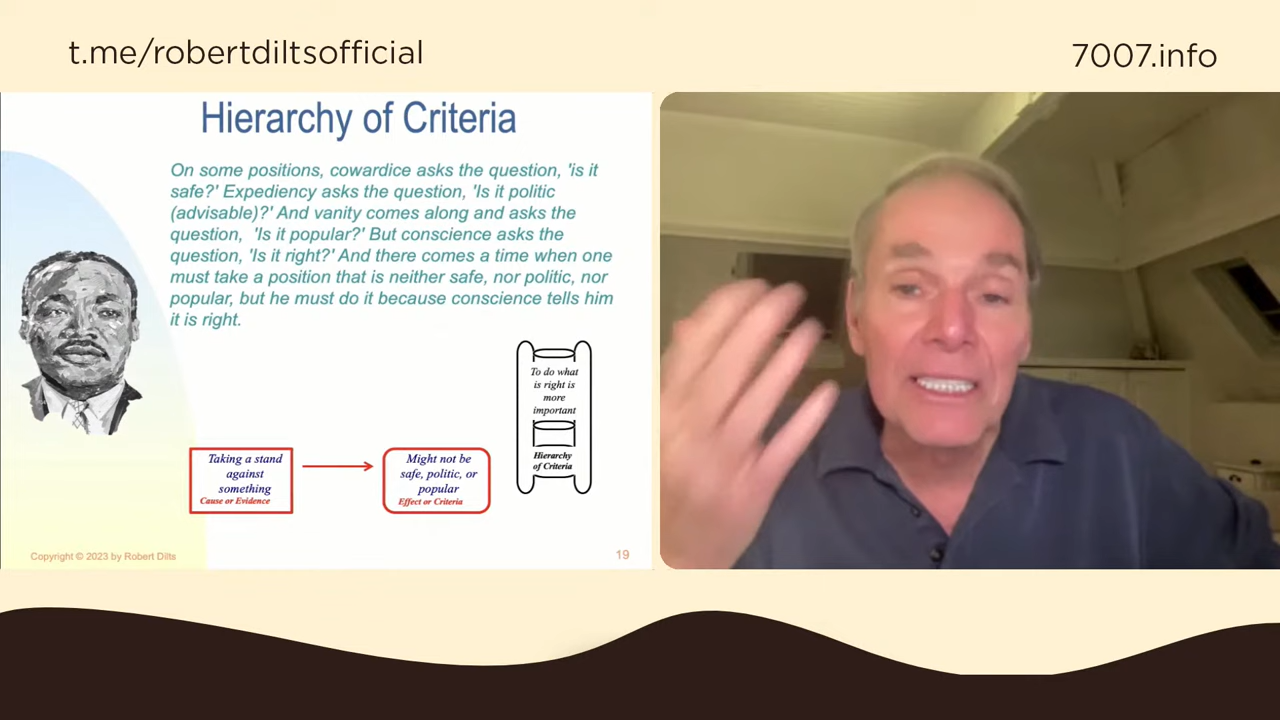 t.me/robertdiltsofficial
7007.info
Hierarchy of Criteria
On some positions, cowardice asks the question, 'is it
safe?' Expediency asks the question, 'Is it politic
(advisable)?' And vanity comes along and asks the
question,  'Is it popular?' But conscience asks the
question, 'Is it right?' And there comes a time when one
must take a position that is neither safe, nor politic, nor
popular, but he must do it because conscience tells him
it is right.
To do what
is right is
more
important
Hierarchy
of Criteria
Taking a stand
against
something
Cause or Evidence
Might not be
safe, politic, or
popular
Effect or Criteria
Copyright © 2023 by Robert Dilts
19